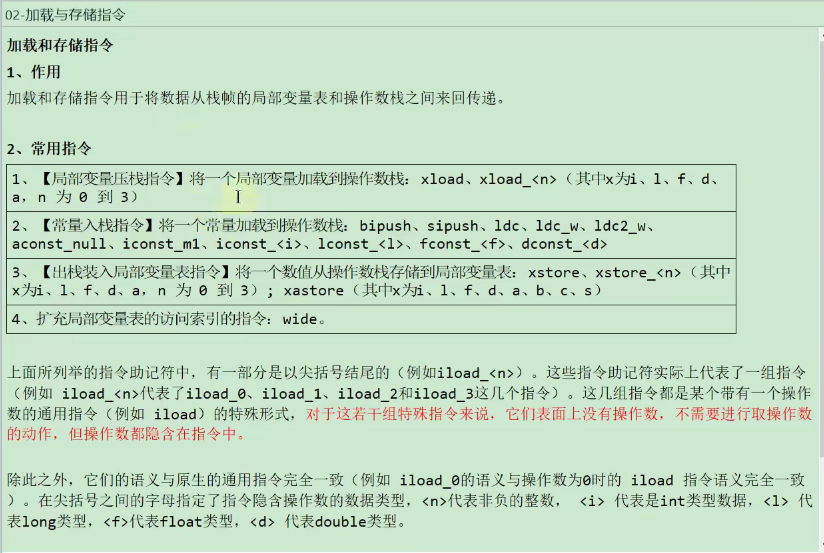 02-加载与存储指令
加载和存储指令
1、作用
加载和存储指令用于将数据从栈帧的局部变量表和操作数栈之间来回传递。
2、常用指令
1、【局部变量压栈指令】将一个局部变量加载到操作数栈：xload、xload_<n>（其中x为i、l、f、d、
a，n 为 0 到 3）
2、【常量入栈指令】将一个常量加载到操作数栈：bipush、sipush、ldc、ldc_w、ldc2_w、
aconst_null、iconst_m1、iconst_<i>、lconst_<l>、fconst_<f>、dconst_<d>
3、【出栈装入局部变量表指令】将一个数值从操作数栈存储到局部变量表：xstore、xstore_<n>（其中
x为i、l、f、d、a，n 为 0 到 3）; xastore（其中x为i、l、f、d、a、b、c、s）
4、扩充局部变量表的访问索引的指令：wide。
上面所列举的指令助记符中，有一部分是以尖括号结尾的（例如iload_<n>）。这些指令助记符实际上代表了一组指令
（例如 iload_<n>代表了iload_0、iload_1、iload_2和iload_3这几个指令）。这几组指令都是某个带有一个操作
数的通用指令（例如 iload）的特殊形式，对于这若干组特殊指令来说，它们表面上没有操作数，不需要进行取操作数
的动作，但操作数都隐含在指令中。
除此之外，它们的语义与原生的通用指令完全一致（例如 iload_0的语义与操作数为0时的 iload 指令语义完全一致
）。在尖括号之间的字母指定了指令隐含操作数的数据类型，<n>代表非负的整数， <i> 代表是int类型数据，<l> 代
表long类型，<f>代表float类型，<d> 代表double类型。